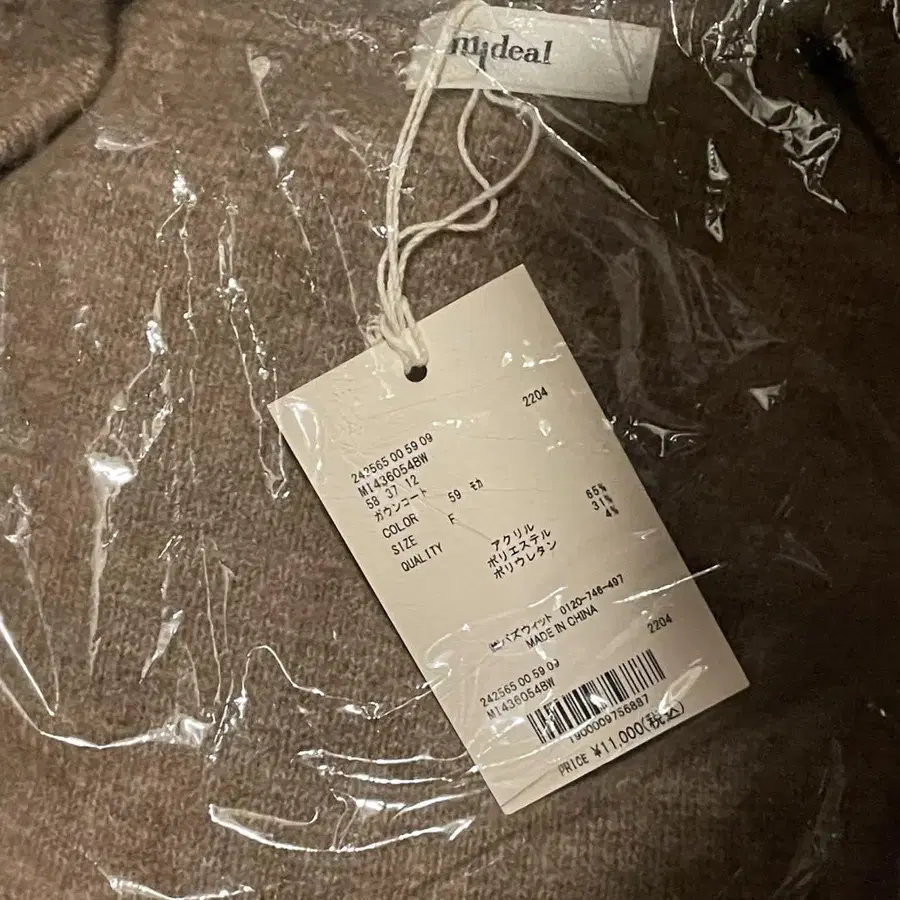 mideal
2204
242565 00 59 09
MI436054BW
58 37 12
ガウンコート
COLOR 59 モカ
SIZE F
QUALITY
アクリル 65%
ポリエステル 31%
ポリウレタン 4%
㈱バズウィット 0120-746-497
MADE IN CHINA
2204
242565 00 59 09
MI436054BW
1900009756887
PRICE ¥11,000(税込)